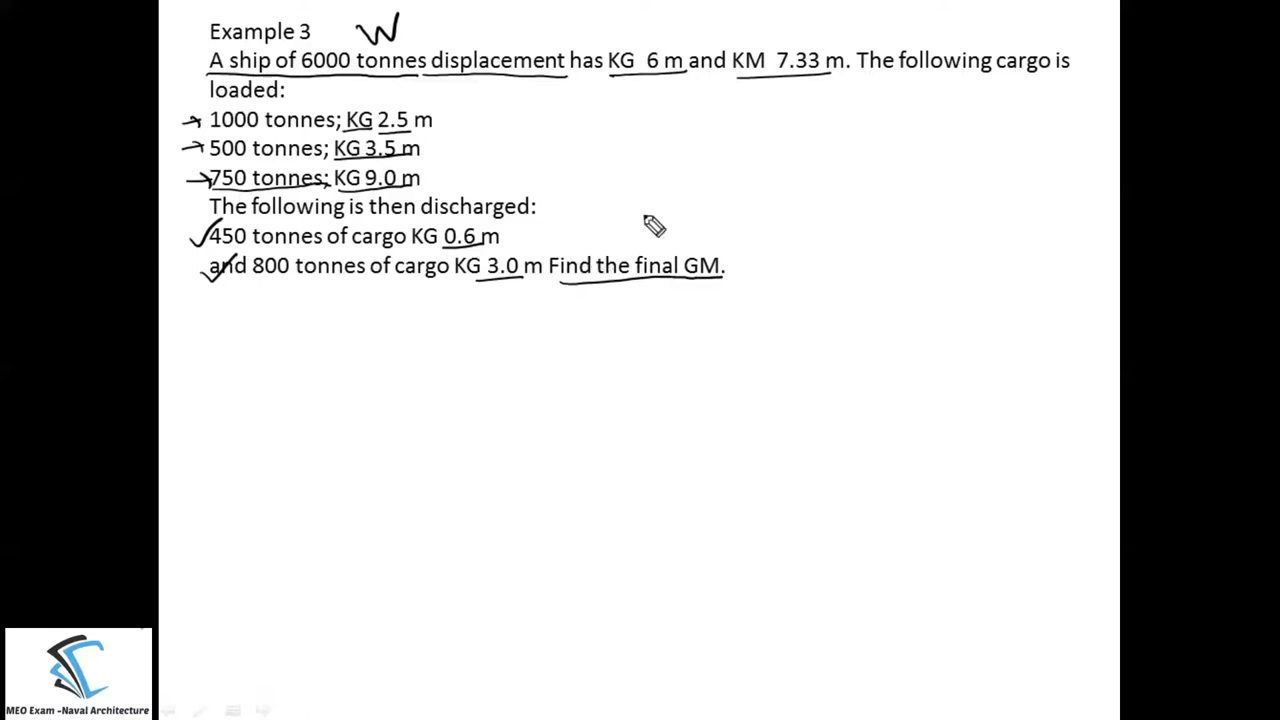 Example 3 W
A ship of 6000 tonnes displacement has KG 6 m and KM 7.33 m. The following cargo is
loaded:
1000 tonnes; KG 2.5 m
500 tonnes; KG 3.5 m
750 tonnes; KG 9.0 m
The following is then discharged:
450 tonnes of cargo KG 0.6 m
and 800 tonnes of cargo KG 3.0 m Find the final GM.
MEO Exam -Naval Architecture